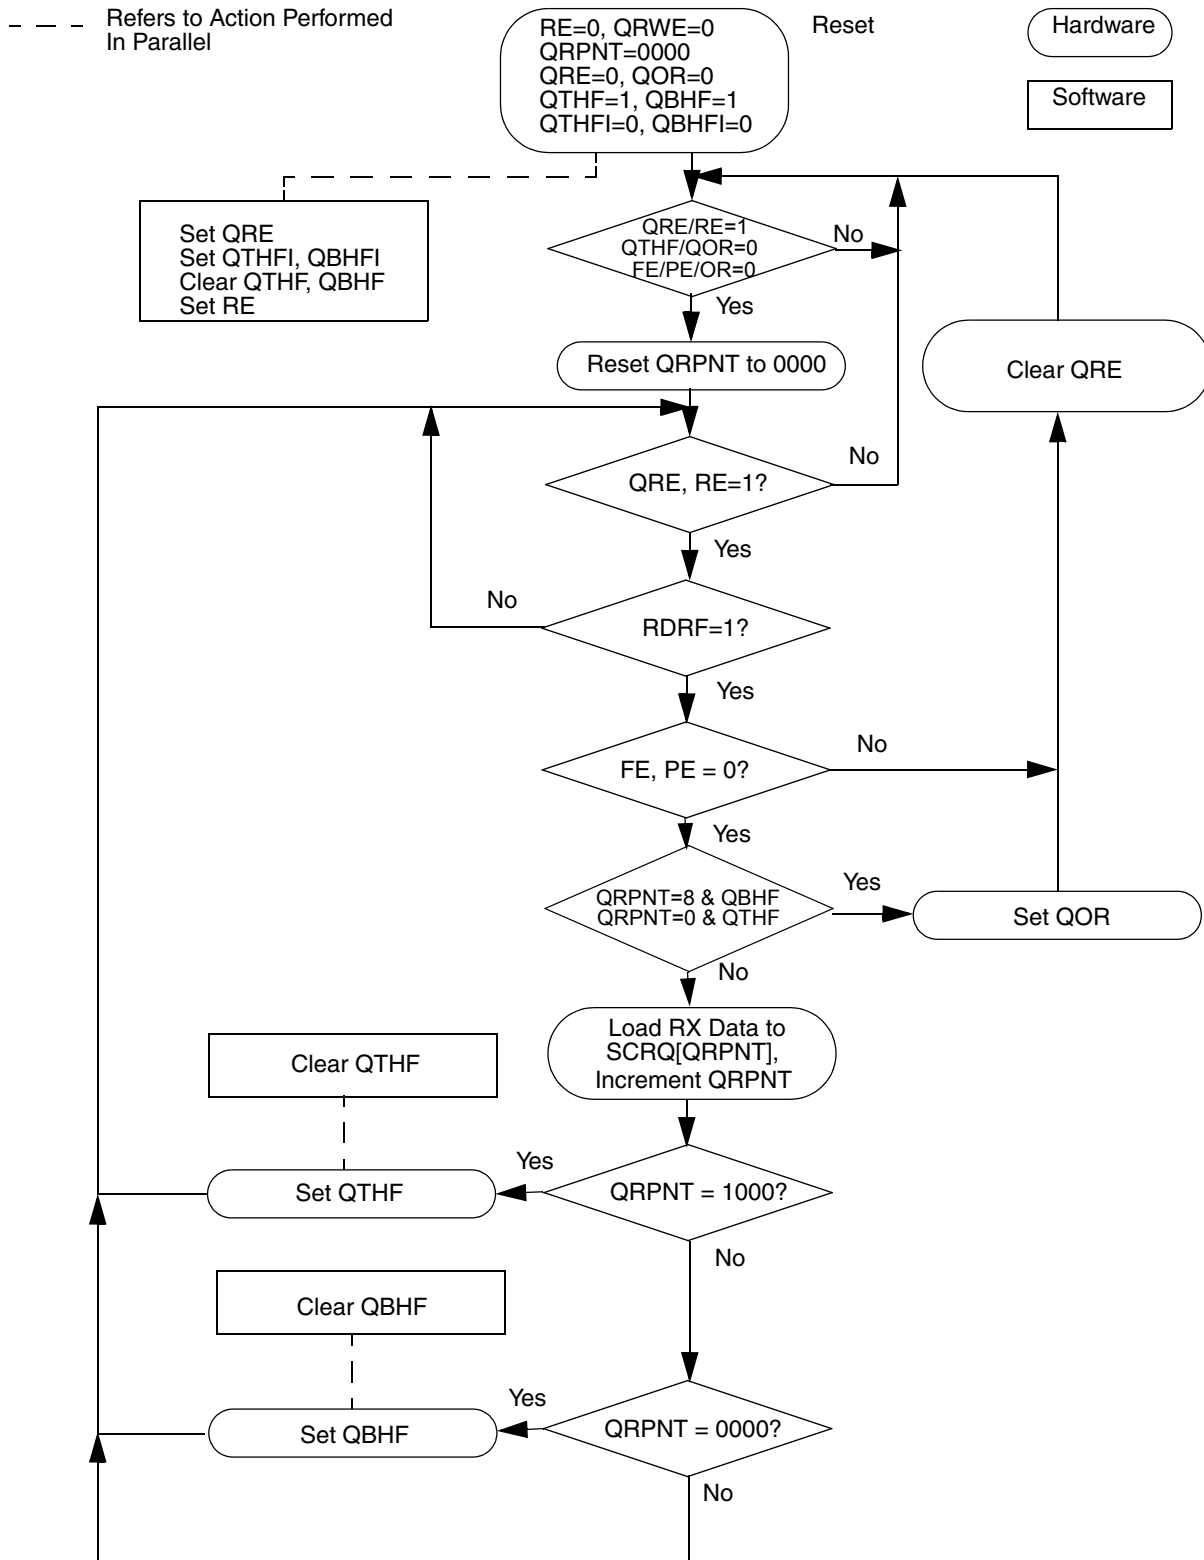 Refers to Action Performed
In Parallel
RE=0, QRWE=0
QRPNT=0000
QRE=0, QOR=0
QTHF=1, QBHF=1
QTHFI=0, QBHFI=0
Reset
Hardware
Software
Set QRE
Set QTHFI, QBHFI
Clear QTHF, QBHF
Set RE
QRE/RE=1
QTHF/QOR=0
FE/PE/OR=0
No
Yes
Reset QRPNT to 0000
Clear QRE
QRE, RE=1?
No
Yes
RDRF=1?
No
Yes
FE, PE = 0?
No
Yes
QRPNT=8 & QBHF
QRPNT=0 & QTHF
Yes
Set QOR
No
Load RX Data to
SCRQ[QRPNT],
Increment QRPNT
Clear QTHF
Set QTHF
Yes
QRPNT = 1000?
No
Clear QBHF
Set QBHF
Yes
QRPNT = 0000?
No